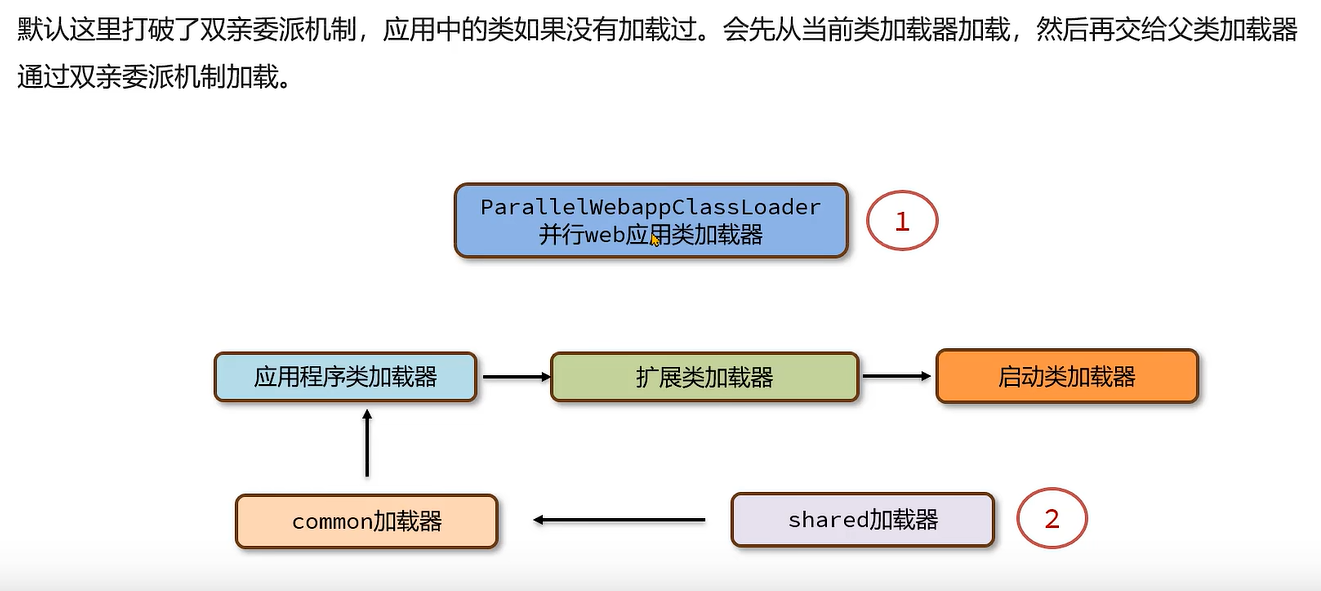 默认这里打破了双亲委派机制，应用中的类如果没有加载过。会先从当前类加载器加载，然后再交给父类加载器
通过双亲委派机制加载。
ParallelWebappClassLoader
并行web应用类加载器
1
应用程序类加载器
扩展类加载器
启动类加载器
common加载器
shared加载器
2